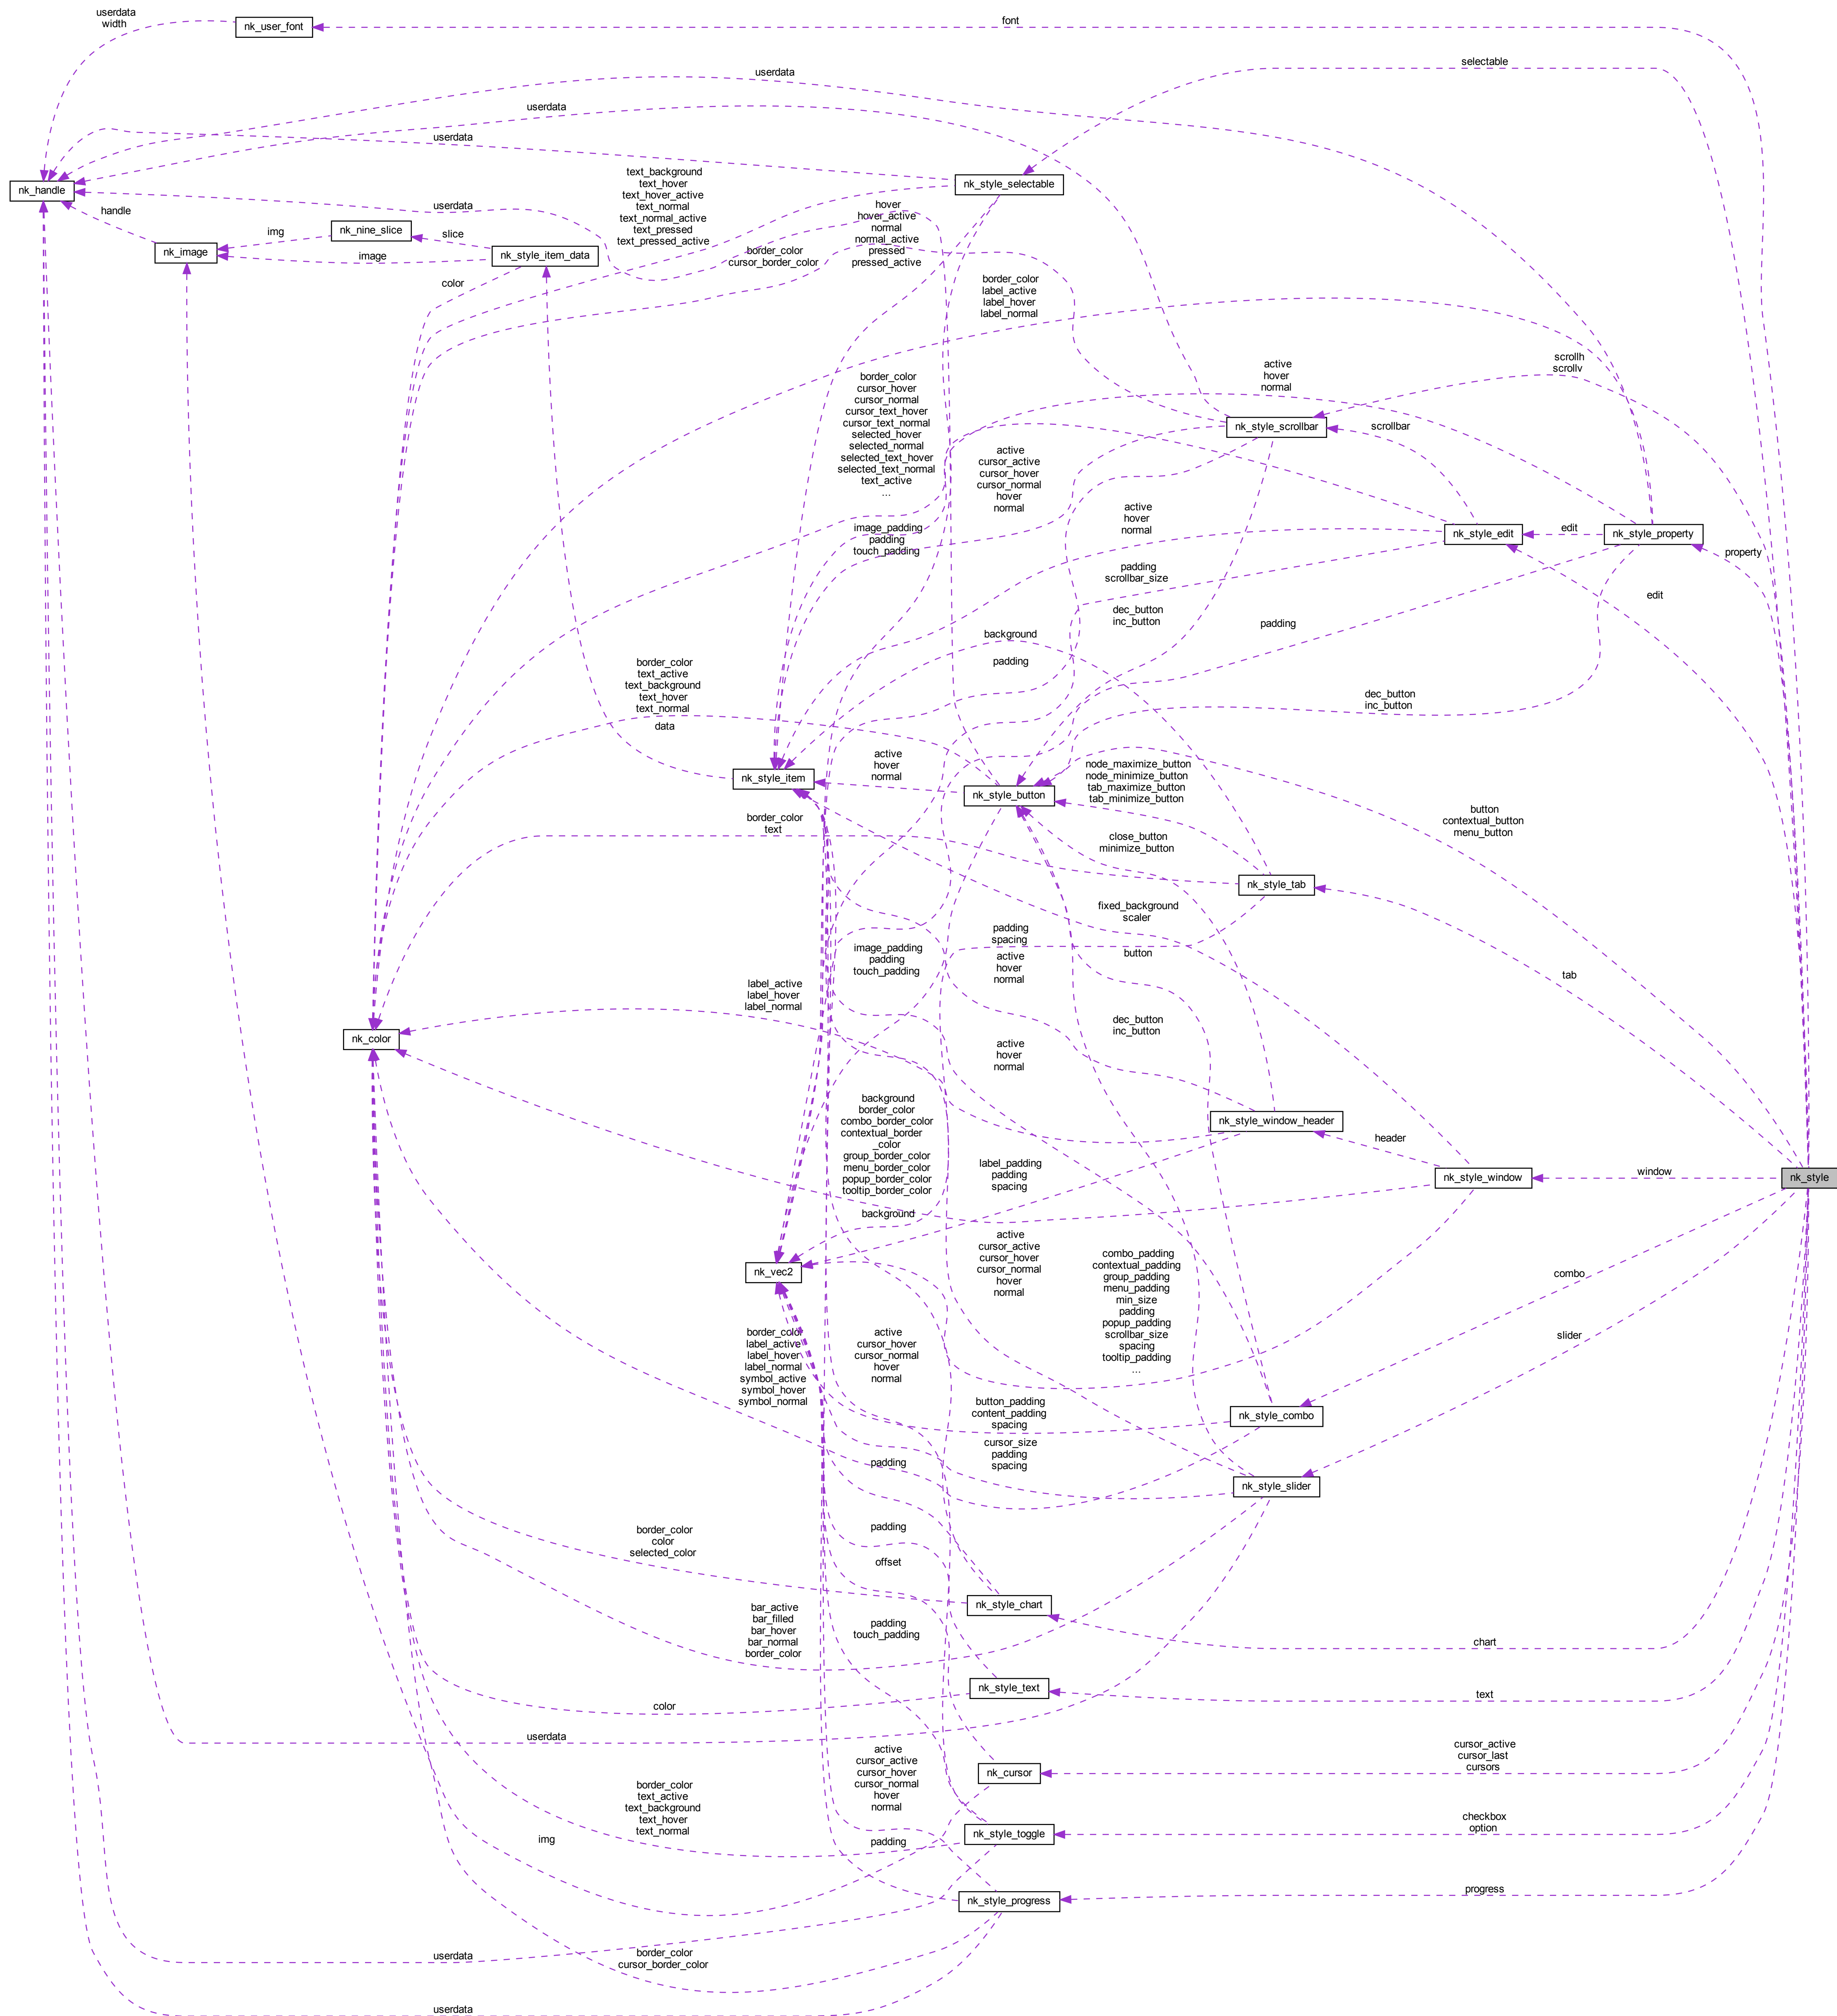 userdata
width
nk_user_font
font
selectable
userdata
userdata
userdata
nk_handle
text_background
text_hover
text_hover_active
text_normal
text_normal_active
text_pressed
text_pressed_active
nk_style_selectable
userdata
handle
img
nk_nine_slice
slice
hover
hover_active
normal
normal_active
pressed
pressed_active
nk_image
image
nk_style_item_data
border_color
cursor_border_color
color
border_color
label_active
label_hover
label_normal
active
hover
normal
scrollh
scrollv
border_color
cursor_hover
cursor_normal
cursor_text_hover
cursor_text_normal
selected_hover
selected_normal
selected_text_hover
selected_text_normal
text_active
...
nk_style_scrollbar
scrollbar
active
cursor_active
cursor_hover
cursor_normal
hover
normal
active
hover
normal
image_padding
padding
touch_padding
nk_style_edit
edit
nk_style_property
property
padding
scrollbar_size
edit
dec_button
inc_button
padding
background
padding
border_color
text_active
text_background
text_hover
text_normal
data
dec_button
inc_button
nk_style_item
active
hover
normal
nk_style_button
node_maximize_button
node_minimize_button
tab_maximize_button
tab_minimize_button
button
contextual_button
menu_button
border_color
text
close_button
minimize_button
nk_style_tab
fixed_background
scaler
padding
spacing
button
image_padding
padding
touch_padding
active
hover
normal
tab
label_active
label_hover
label_normal
nk_color
dec_button
inc_button
active
hover
normal
background
border_color
combo_border_color
contextual_border
_color
group_border_color
menu_border_color
popup_border_color
tooltip_border_color
nk_style_window_header
header
label_padding
padding
spacing
nk_style_window
window
nk_style
background
nk_vec2
active
cursor_active
cursor_hover
cursor_normal
hover
normal
combo_padding
contextual_padding
group_padding
menu_padding
min_size
padding
popup_padding
scrollbar_size
spacing
tooltip_padding
...
combo
slider
border_color
label_active
label_hover
label_normal
symbol_active
symbol_hover
symbol_normal
active
cursor_hover
cursor_normal
hover
normal
button_padding
content_padding
spacing
nk_style_combo
cursor_size
padding
spacing
padding
nk_style_slider
border_color
color
selected_color
padding
offset
nk_style_chart
bar_active
bar_filled
bar_hover
bar_normal
border_color
padding
touch_padding
chart
nk_style_text
color
text
userdata
nk_cursor
cursor_active
cursor_last
cursors
active
cursor_active
cursor_hover
cursor_normal
hover
normal
border_color
text_active
text_background
text_hover
text_normal
img
padding
nk_style_toggle
checkbox
option
nk_style_progress
progress
userdata
border_color
cursor_border_color
userdata